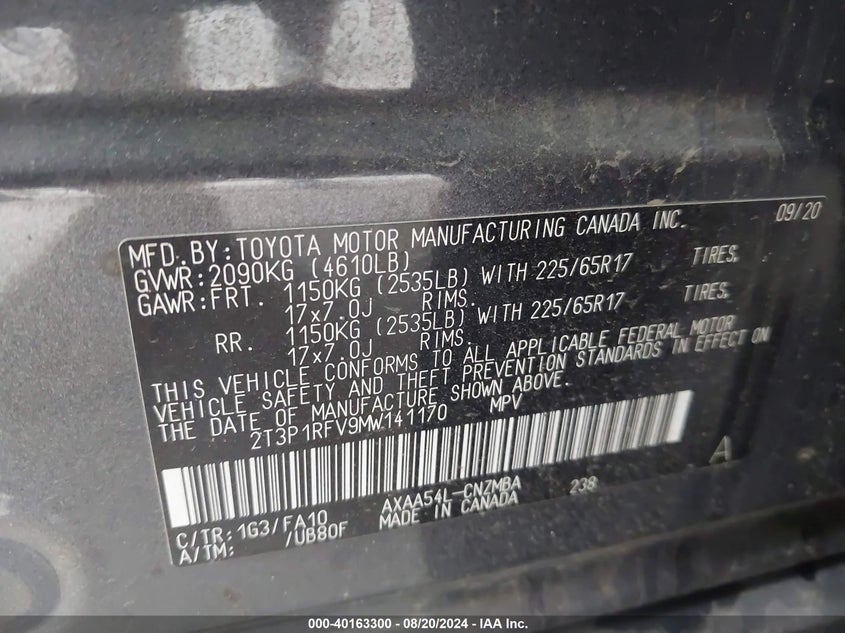 MFD.BY:TOYOTA MOTOR MANUFACTURING CANADA INC. 09/20
GVWR:2090KG (4610LB)
GAWR:FRT. 1150KG (2535LB) WITH 225/65R17 TIRES,
17x7.0J RIMS.
RR. 1150KG (2535LB) WITH 225/65R17 TIRES,
17x7.0J RIMS.
THIS VEHICLE CONFORMS TO ALL APPLICABLE FEDERAL MOTOR
VEHICLE SAFETY AND THEFT PREVENTION STANDARDS IN EFFECT ON
THE DATE OF MANUFACTURE SHOWN ABOVE.
2T3P1RFV9MW141170 MPV
A
C/TR:1G3/FA10 AXAA54L-CNZMBA 238
A/TM: /UB80F MADE IN CANADA
000-40163300 - 08/20/2024 - IAA Inc.